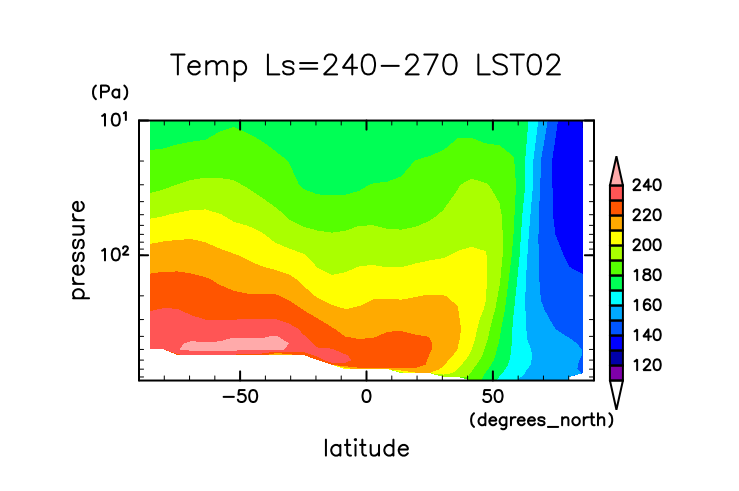 Temp Ls=240−270 LST02
(Pa)
10¹
10²
pressure
−50 0 50
(degrees_north)
latitude
240
220
200
180
160
140
120